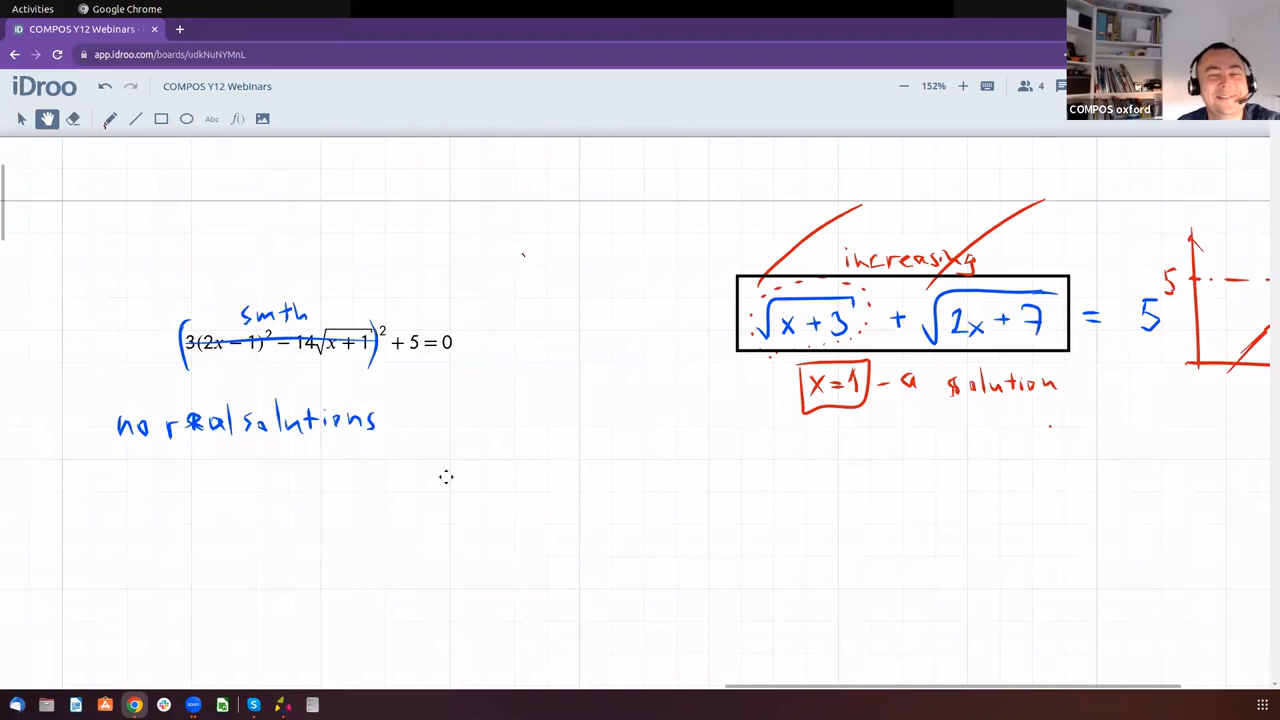 Activities
Google Chrome
COMPOS Y12 Webinars -
app.idroo.com/boards/udkNuNYMnL
iDroo
COMPOS Y12 Webinars
152%
4
COMPOS oxford
Abc
f()
smth
(3(2x − 1)² − 14√(x + 1))² + 5 = 0
no real solutions
increasing
√(x + 3) + √(2x + 7) = 5
x = 1 – a solution
5